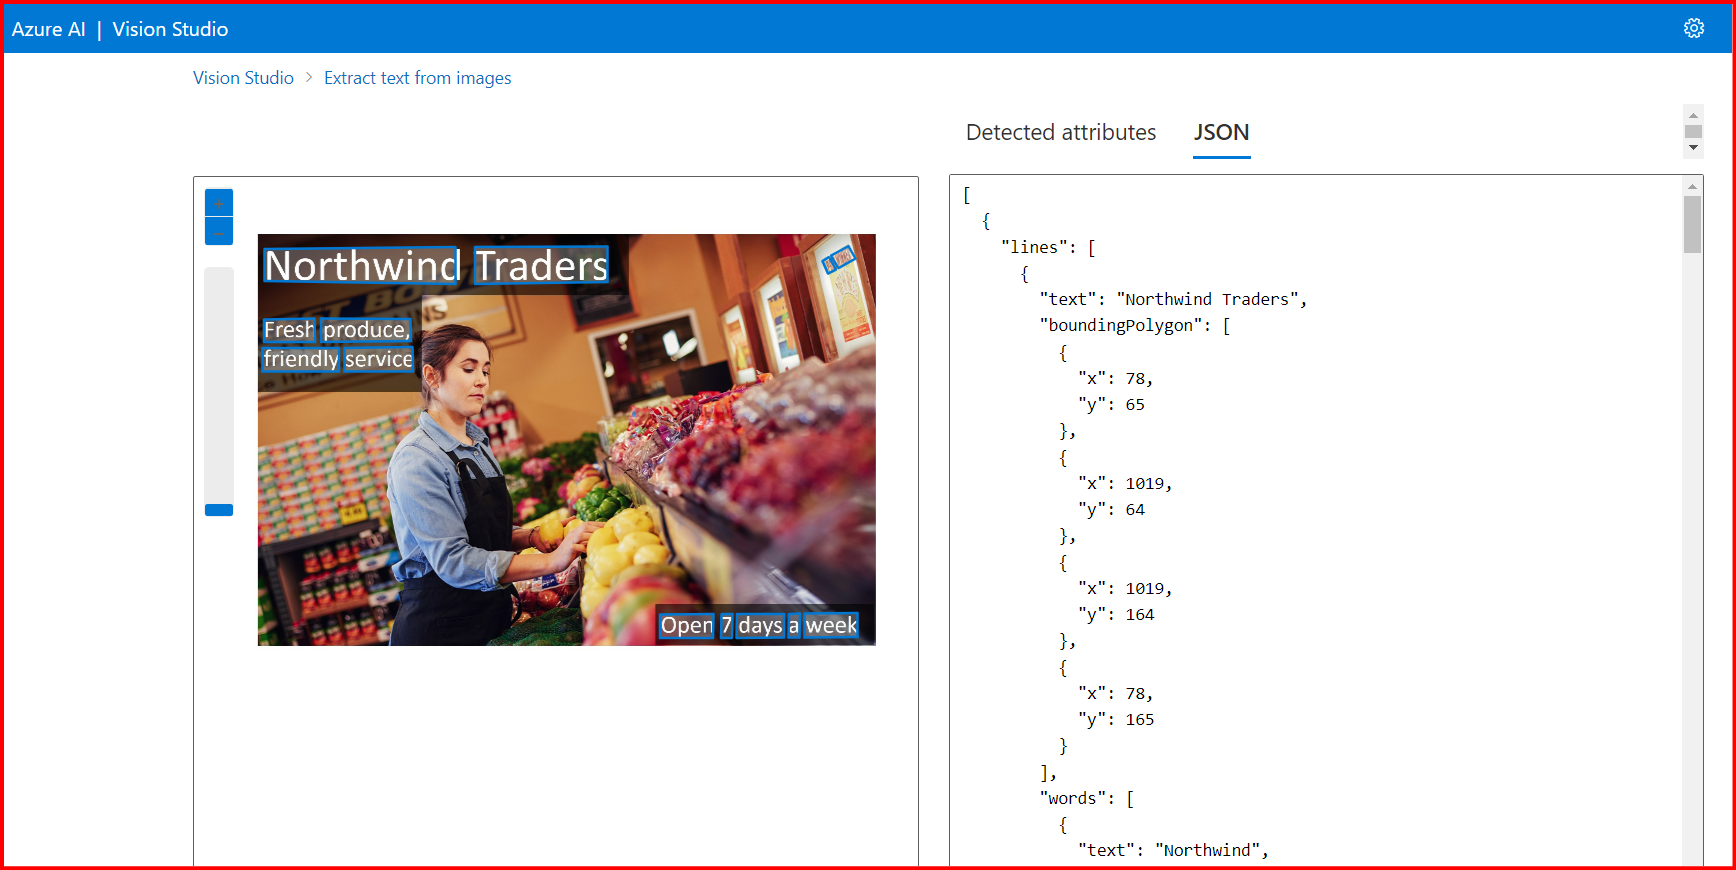 Azure AI | Vision Studio
Vision Studio > Extract text from images
Detected attributes JSON
+
−
Northwind Traders
Fresh produce,
friendly service
Open 7 days a week
[
{
"lines": [
{
"text": "Northwind Traders",
"boundingPolygon": [
{
"x": 78,
"y": 65
},
{
"x": 1019,
"y": 64
},
{
"x": 1019,
"y": 164
},
{
"x": 78,
"y": 165
}
],
"words": [
{
"text": "Northwind",